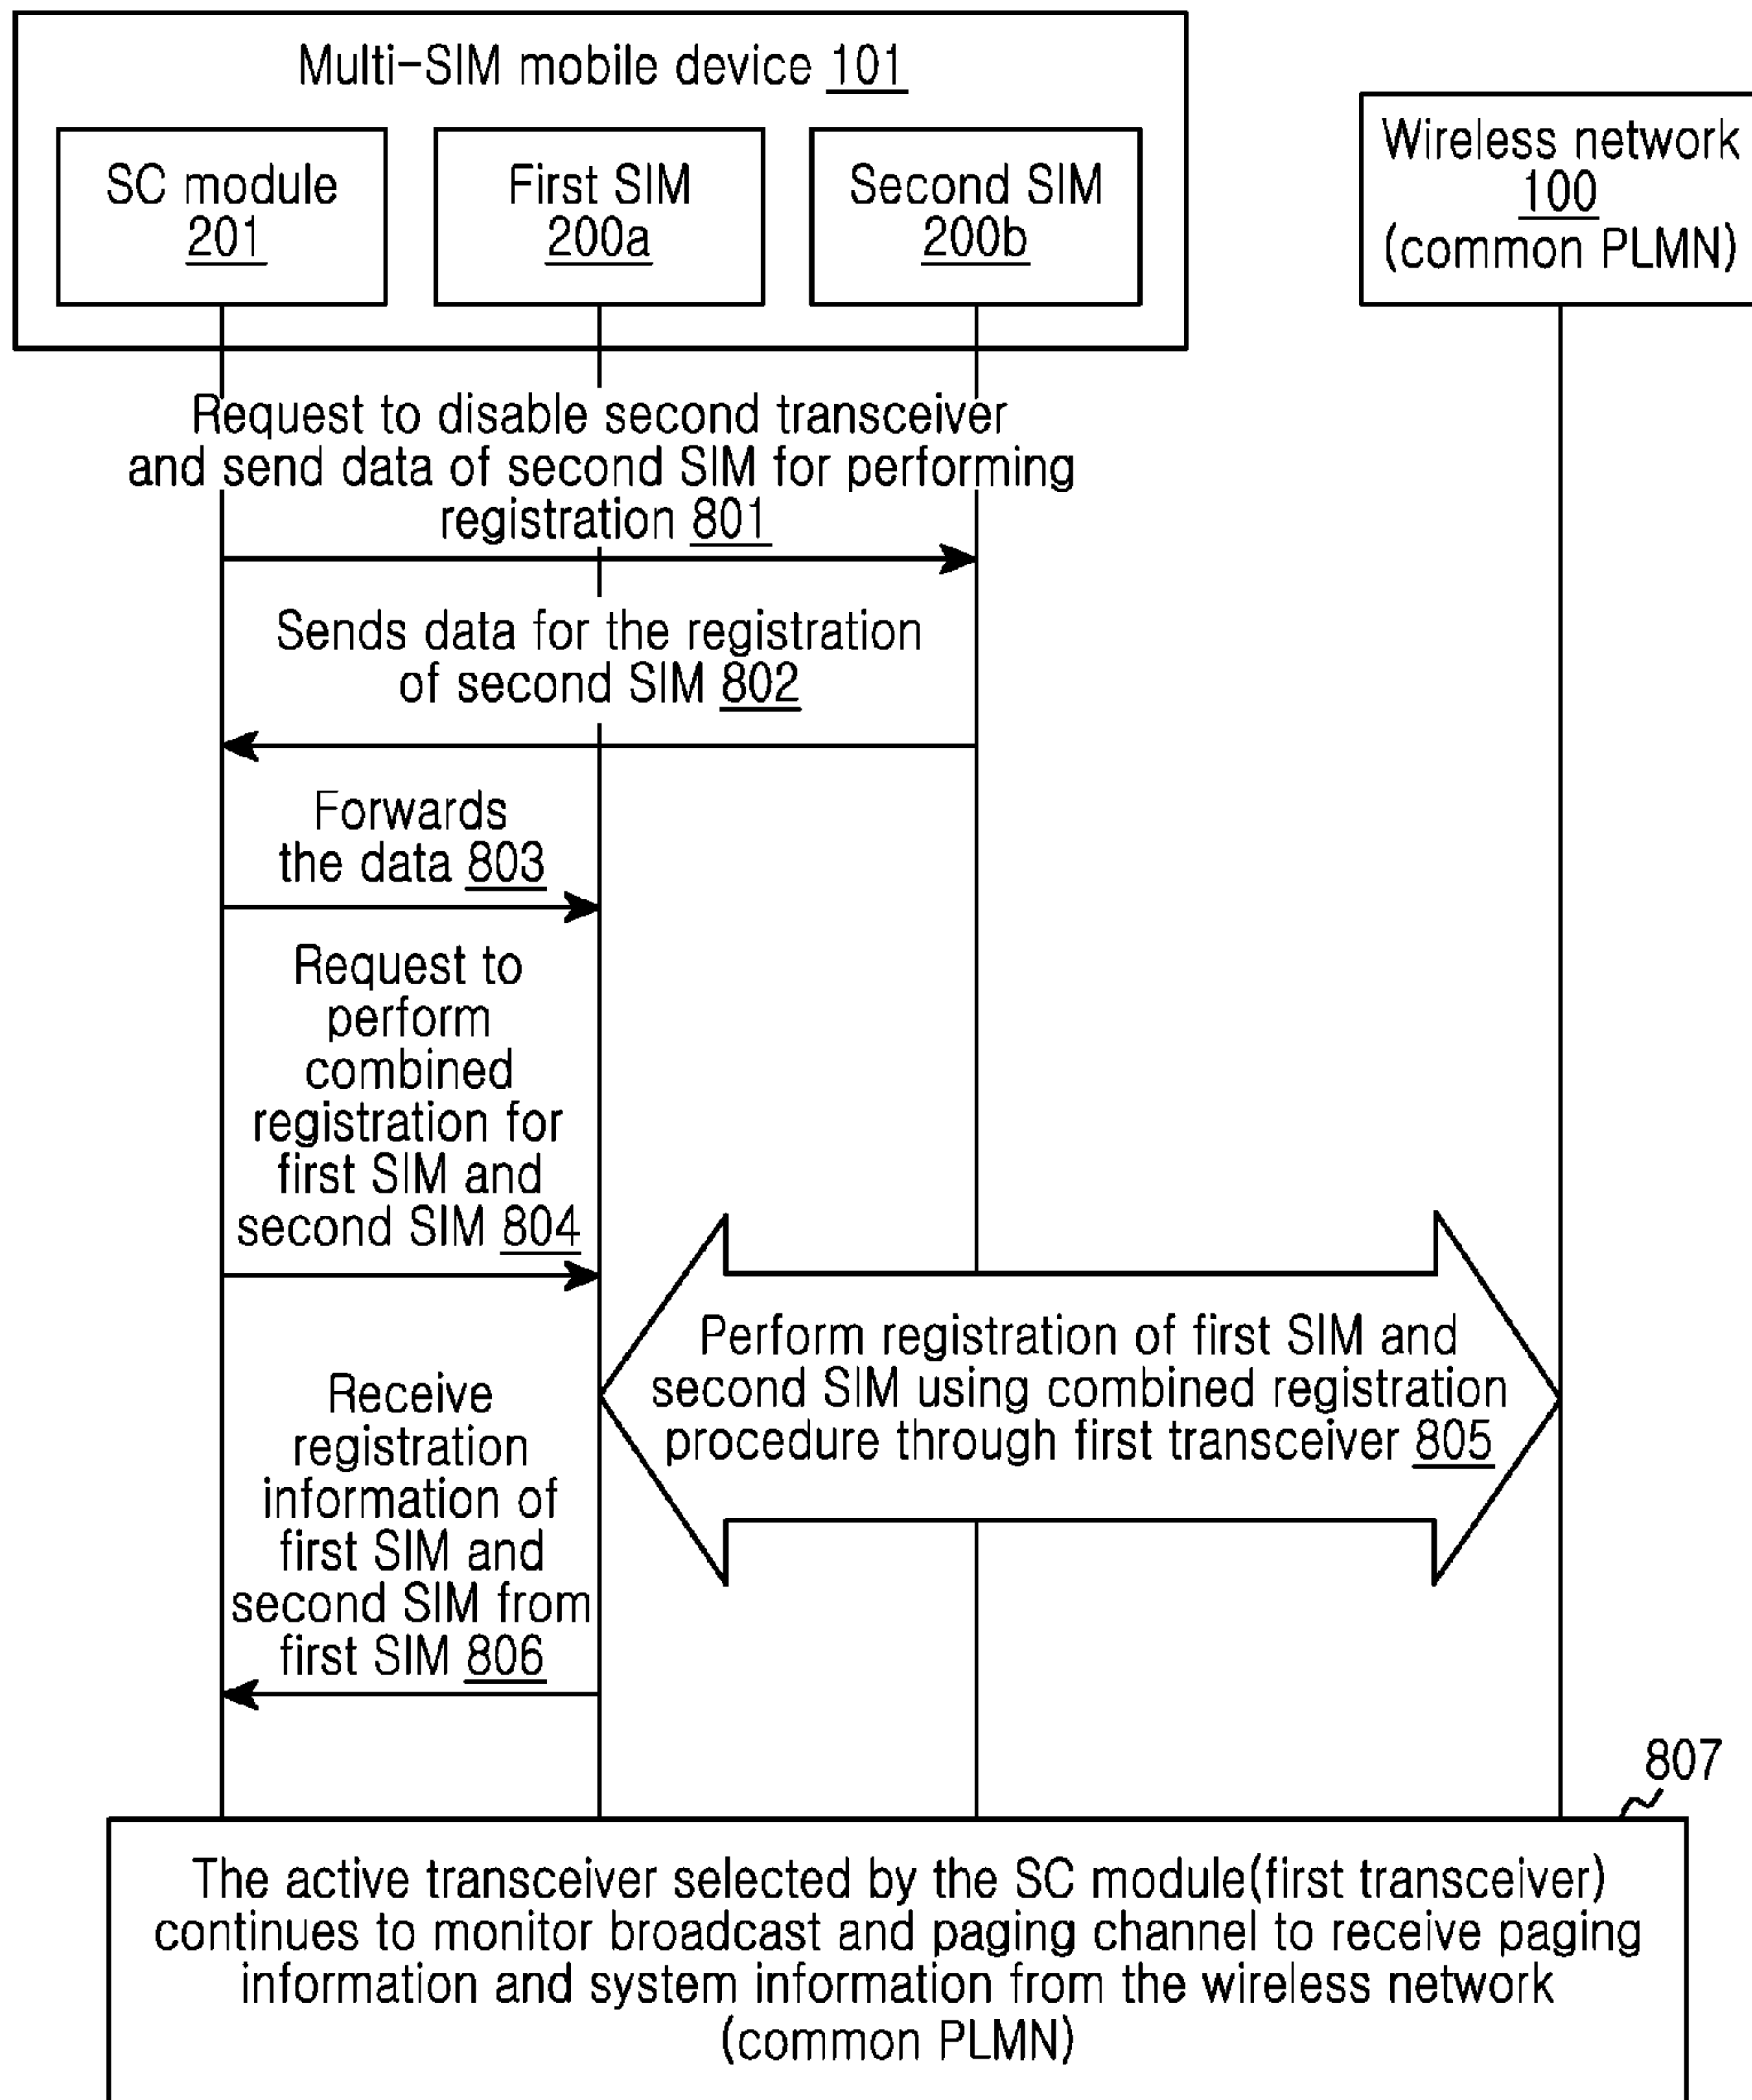 Multi-SIM mobile device 101
SC module
201
First SIM
200a
Second SIM
200b
Wireless network
100
(common PLMN)
Request to disable second transceiver
and send data of second SIM for performing
registration 801
Sends data for the registration
of second SIM 802
Forwards
the data 803
Request to
perform
combined
registration for
first SIM and
second SIM 804
Perform registration of first SIM and
second SIM using combined registration
procedure through first transceiver 805
Receive
registration
information of
first SIM and
second SIM from
first SIM 806
807
The active transceiver selected by the SC module(first transceiver)
continues to monitor broadcast and paging channel to receive paging
information and system information from the wireless network
(common PLMN)